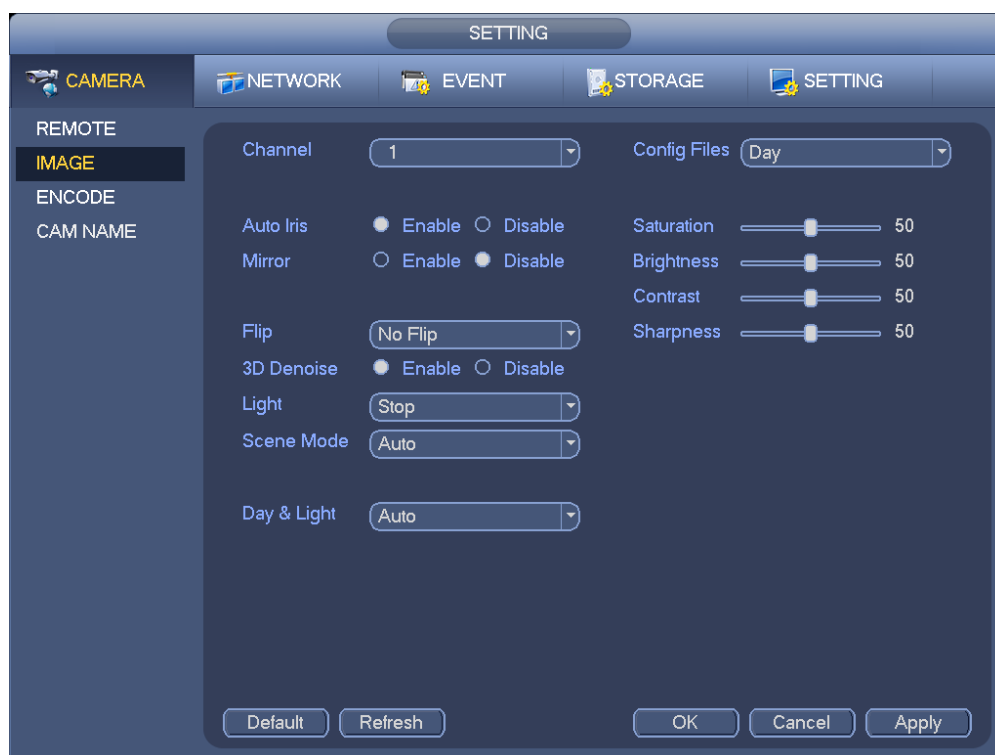 SETTING
CAMERA NETWORK EVENT STORAGE SETTING
REMOTE
IMAGE
ENCODE
CAM NAME
Channel 1 Config Files Day
Auto Iris Enable Disable Saturation 50
Mirror Enable Disable Brightness 50
Contrast 50
Flip No Flip Sharpness 50
3D Denoise Enable Disable
Light Stop
Scene Mode Auto
Day & Light Auto
Default Refresh OK Cancel Apply